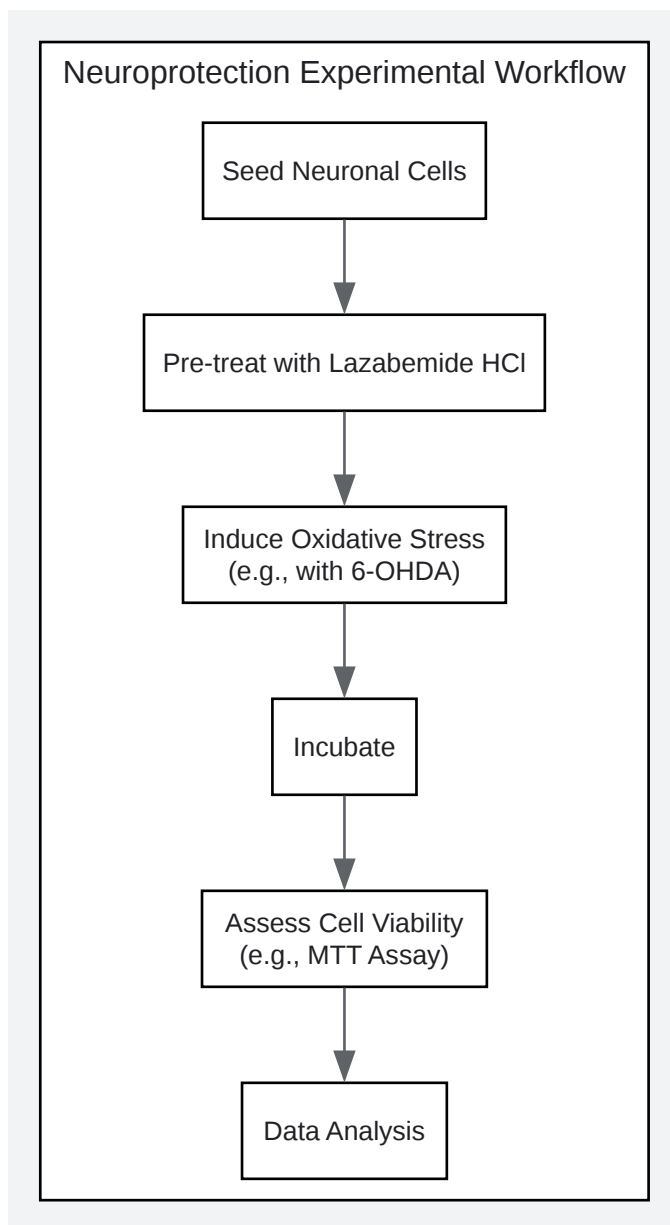 Neuroprotection Experimental Workflow
Seed Neuronal Cells
Pre-treat with Lazabemide HCl
Induce Oxidative Stress
(e.g., with 6-OHDA)
Incubate
Assess Cell Viability
(e.g., MTT Assay)
Data Analysis